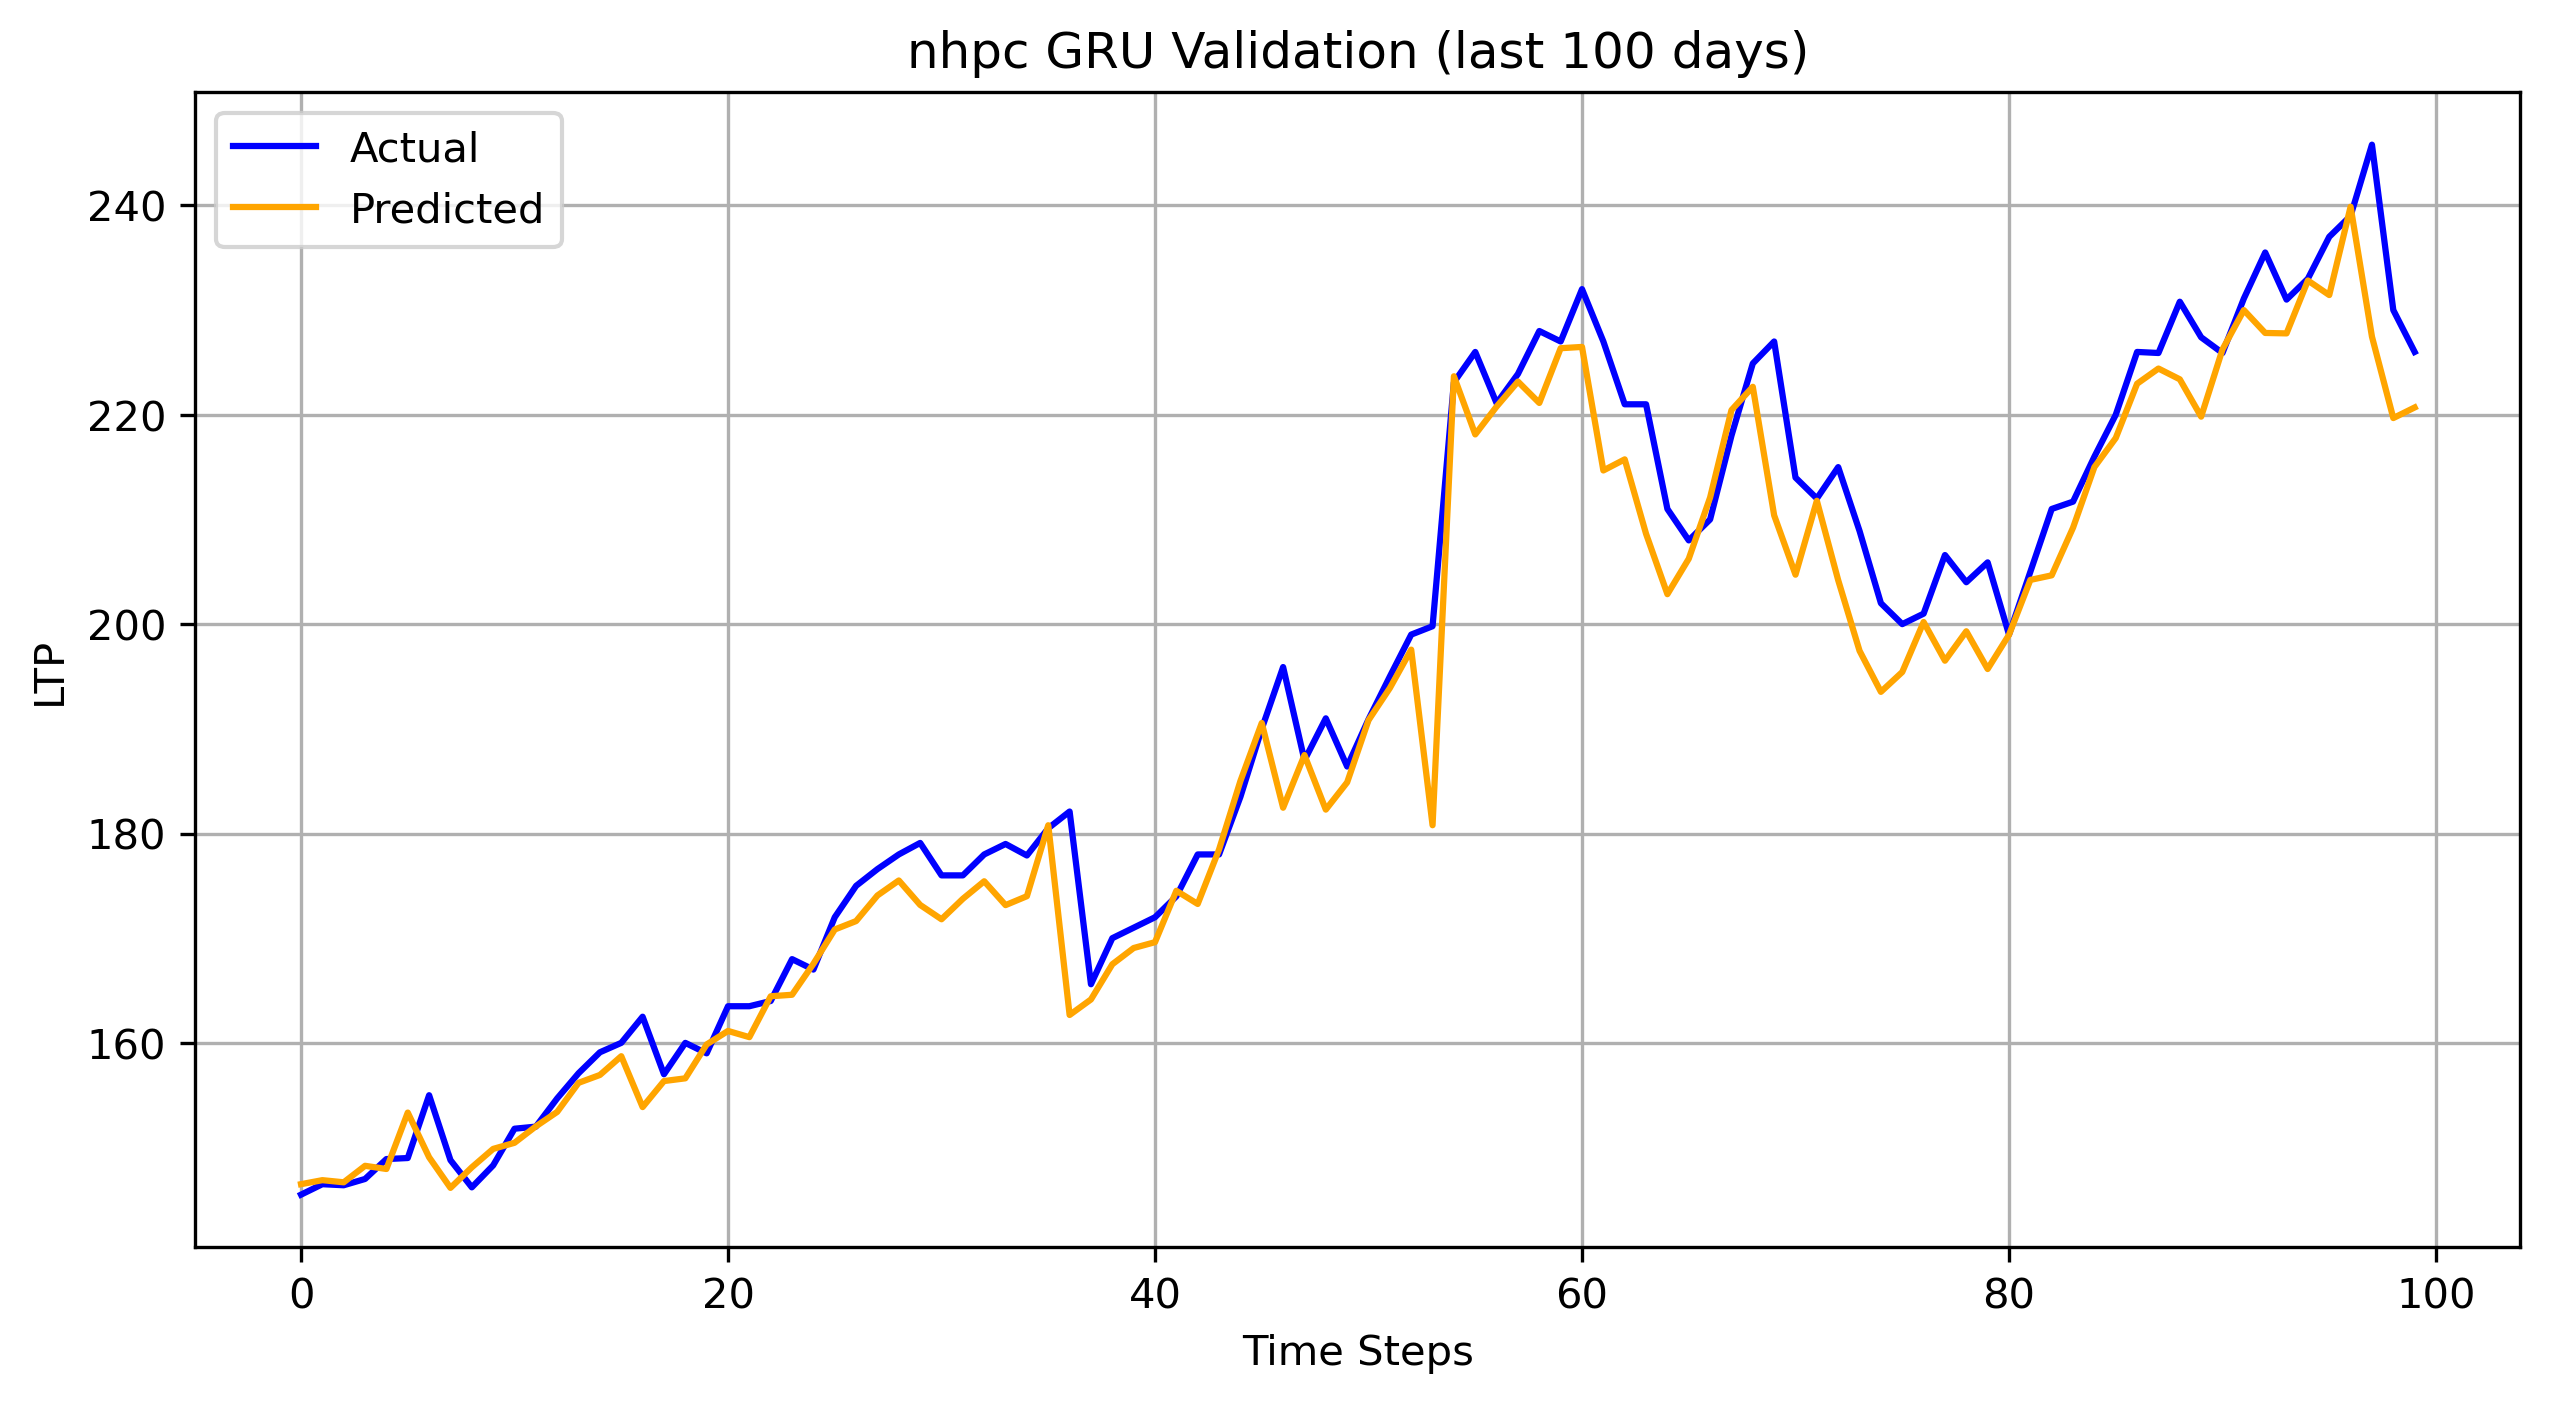 nhpc GRU Validation (last 100 days)
Actual
Predicted
240
220
200
180
160
LTP
0 20 40 60 80 100
Time Steps